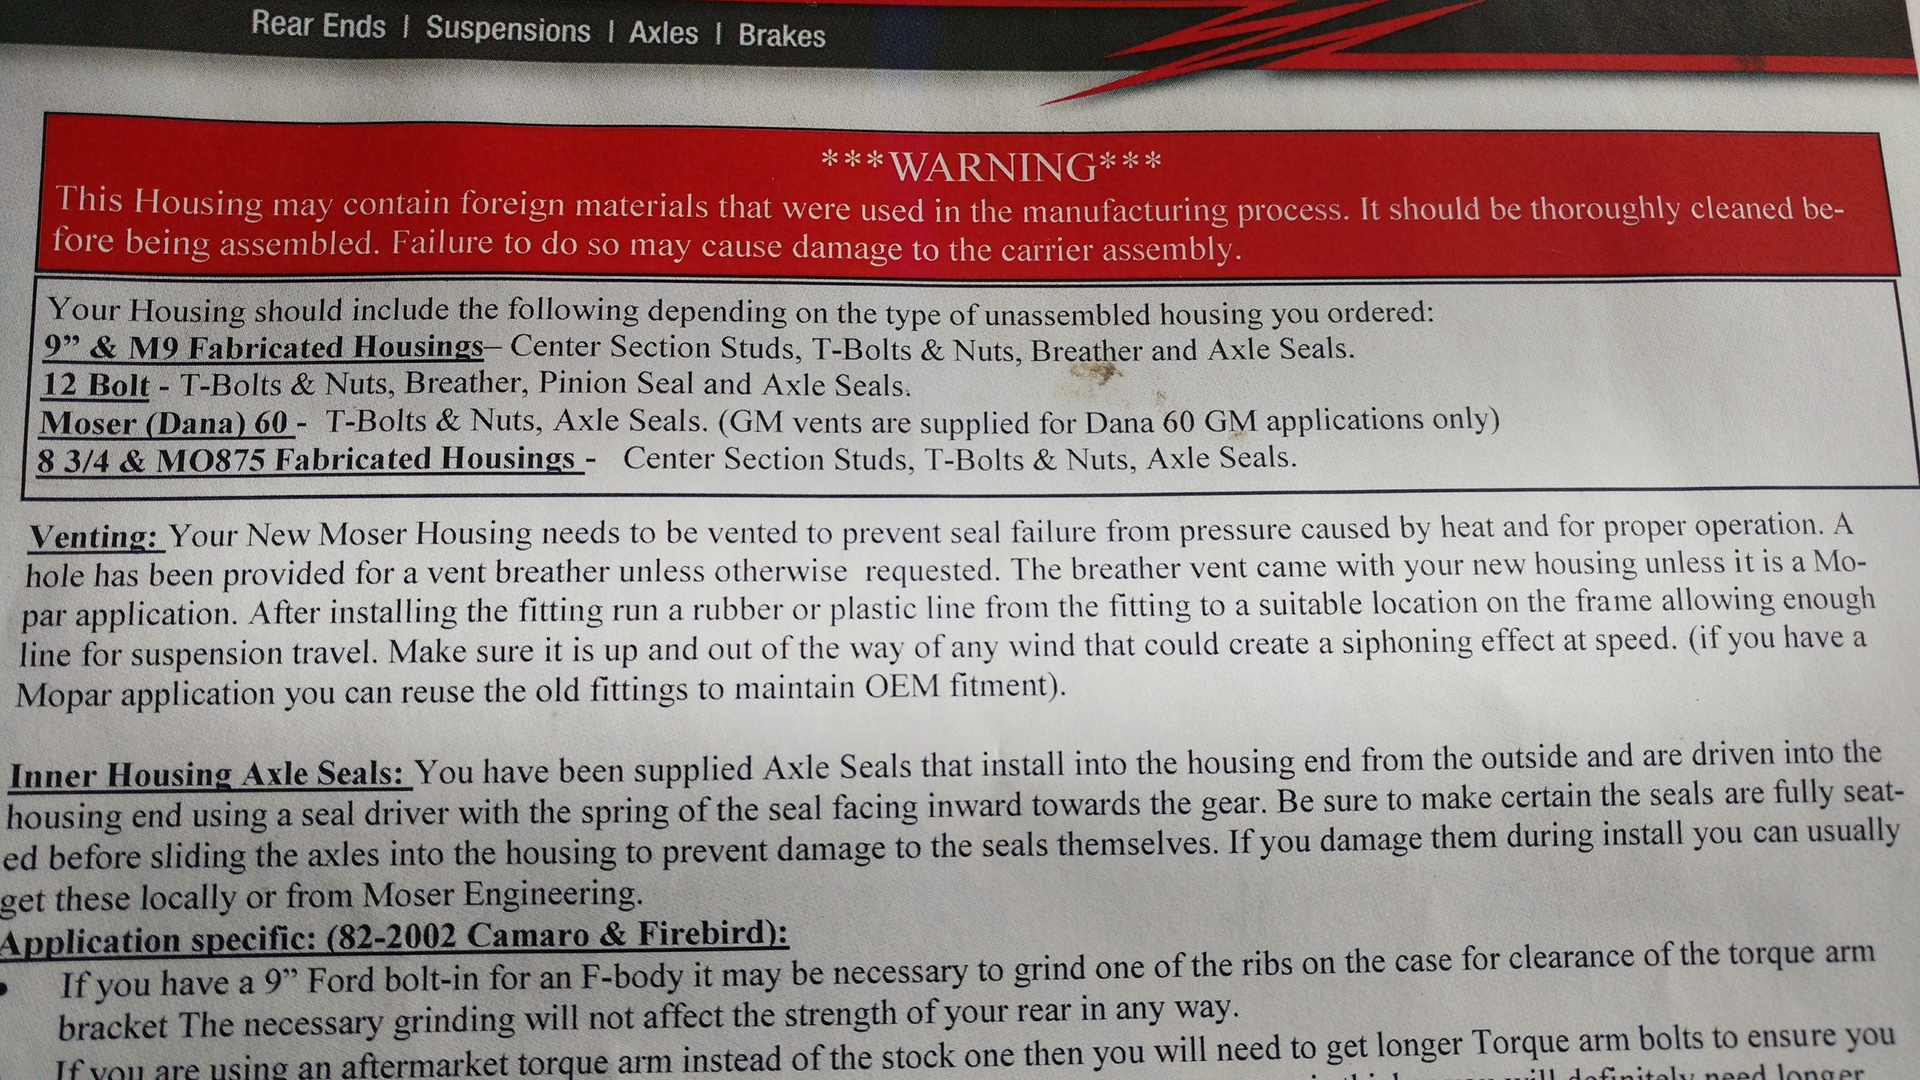 Rear Ends | Suspensions | Axles | Brakes
***WARNING***
This Housing may contain foreign materials that were used in the manufacturing process. It should be thoroughly cleaned be-
fore being assembled. Failure to do so may cause damage to the carrier assembly.
Your Housing should include the following depending on the type of unassembled housing you ordered:
9” & M9 Fabricated Housings– Center Section Studs, T-Bolts & Nuts, Breather and Axle Seals.
12 Bolt - T-Bolts & Nuts, Breather, Pinion Seal and Axle Seals.
Moser (Dana) 60 - T-Bolts & Nuts, Axle Seals. (GM vents are supplied for Dana 60 GM applications only)
8 3/4 & MO875 Fabricated Housings - Center Section Studs, T-Bolts & Nuts, Axle Seals.
Venting: Your New Moser Housing needs to be vented to prevent seal failure from pressure caused by heat and for proper operation. A
hole has been provided for a vent breather unless otherwise requested. The breather vent came with your new housing unless it is a Mo-
par application. After installing the fitting run a rubber or plastic line from the fitting to a suitable location on the frame allowing enough
line for suspension travel. Make sure it is up and out of the way of any wind that could create a siphoning effect at speed. (if you have a
Mopar application you can reuse the old fittings to maintain OEM fitment).
Inner Housing Axle Seals: You have been supplied Axle Seals that install into the housing end from the outside and are driven into the
housing end using a seal driver with the spring of the seal facing inward towards the gear. Be sure to make certain the seals are fully seat-
ed before sliding the axles into the housing to prevent damage to the seals themselves. If you damage them during install you can usually
get these locally or from Moser Engineering.
Application specific: (82-2002 Camaro & Firebird):
• If you have a 9” Ford bolt-in for an F-body it may be necessary to grind one of the ribs on the case for clearance of the torque arm
bracket The necessary grinding will not affect the strength of your rear in any way.
If you are using an aftermarket torque arm instead of the stock one then you will need to get longer Torque arm bolts to ensure you
will definitely need longer